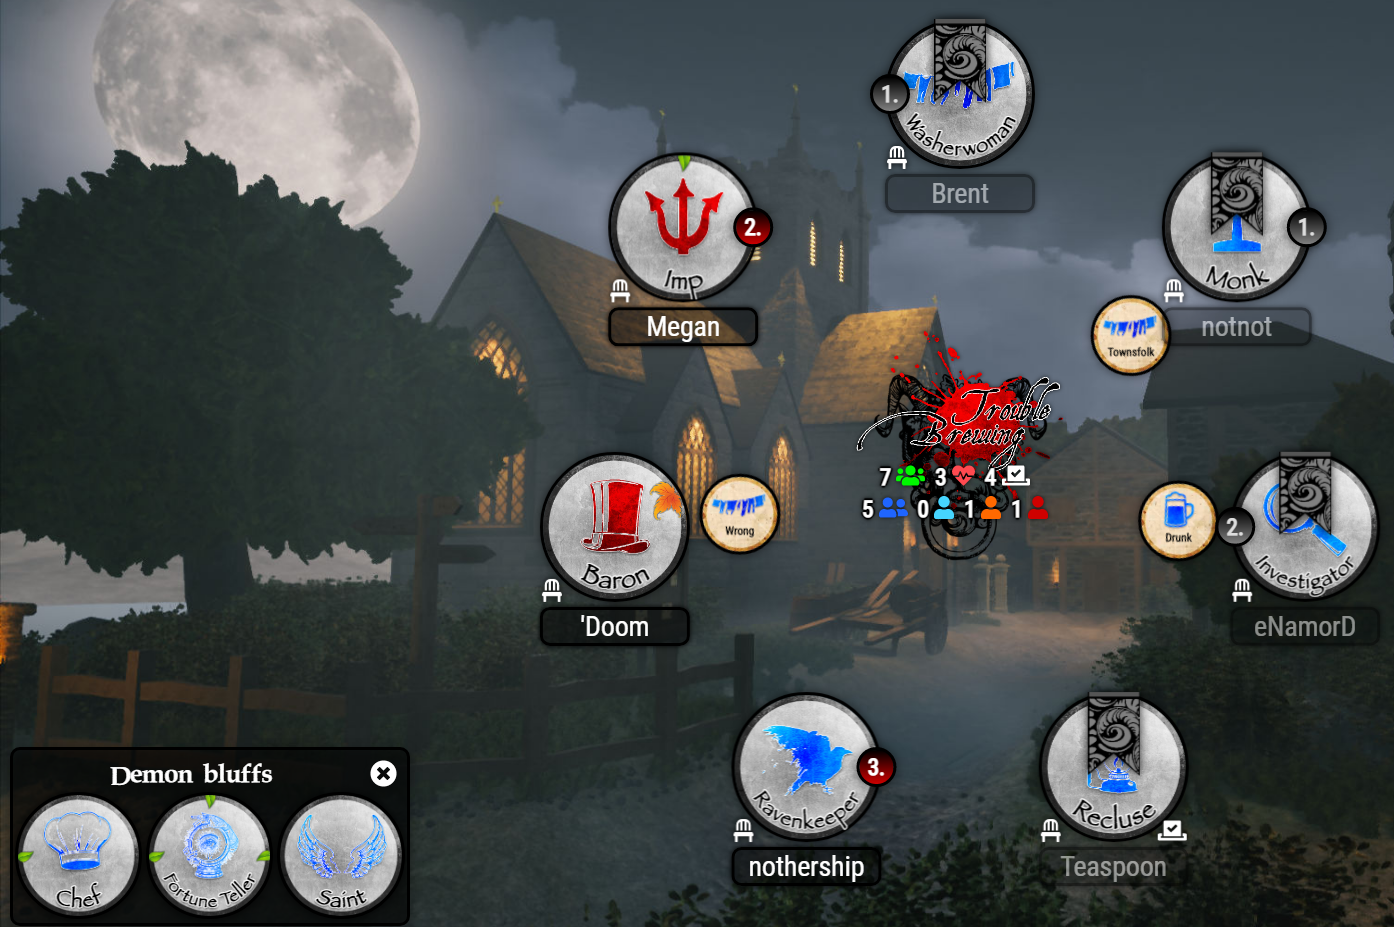 1.
Washerwoman
Brent
Imp
2.
Megan
Monk
1.
notnot
Townsfolk
Trouble
Brewing
7 3 4
5 0 1 1
Baron
'Doom
Wrong
Drunk
2.
Investigator
eNamorD
Ravenkeeper
3.
nothership
Recluse
Teaspoon
Demon bluffs
Chef
Fortune Teller
Saint